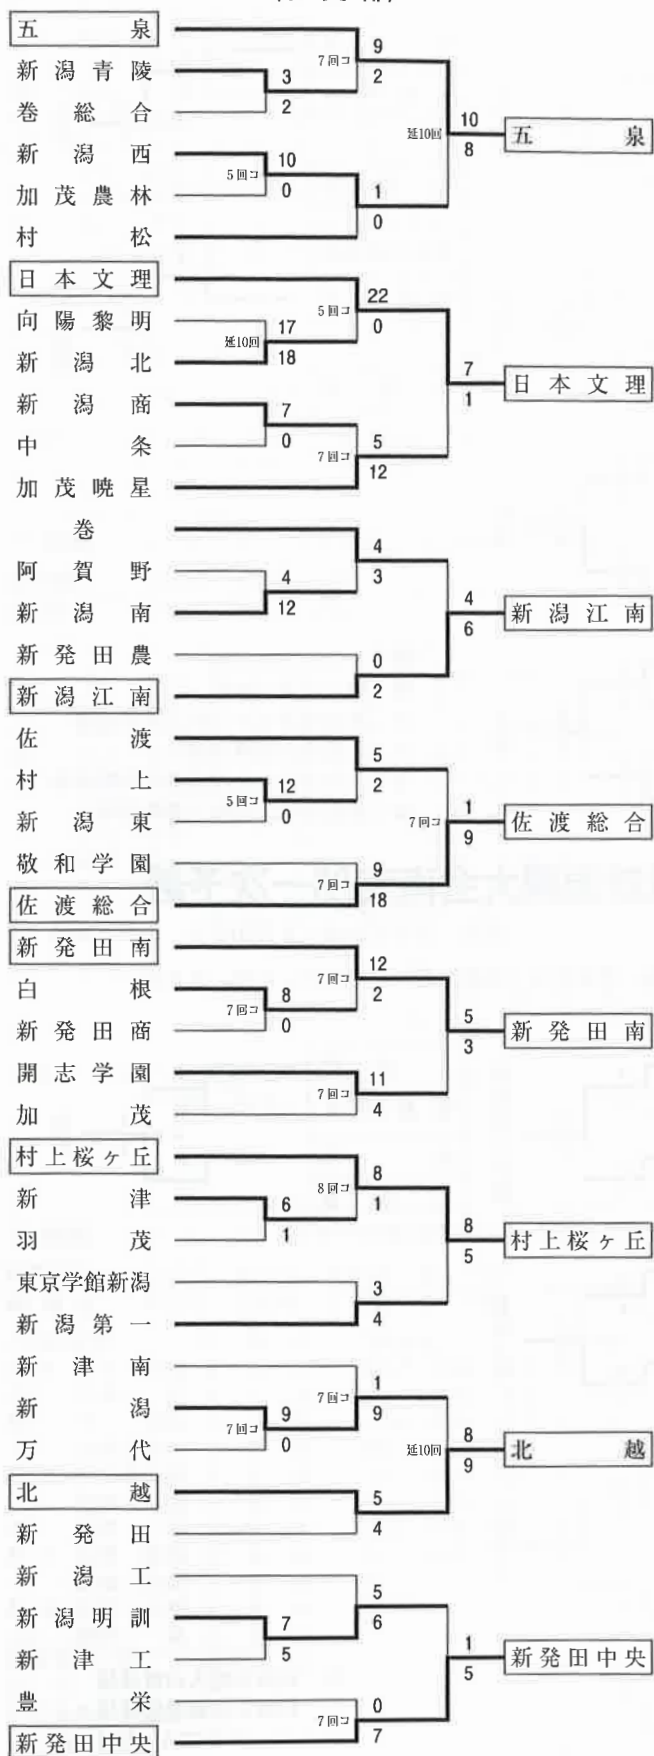 五泉
9
7回コ
2
新潟青陵
3
2
巻総合
10
延10回
8
五泉
新潟西
10
5回コ
0
加茂農林
1
0
村松
日本文理
22
5回コ
0
向陽黎明
17
延10回
18
新潟北
7
1
日本文理
新潟商
7
0
中条
5
7回コ
12
加茂暁星
巻
4
3
阿賀野
4
12
新潟南
4
6
新潟江南
新発田農
0
2
新潟江南
佐渡
5
2
村上
12
5回コ
0
新潟東
1
7回コ
9
佐渡総合
敬和学園
9
7回コ
18
佐渡総合
新発田南
12
7回コ
2
白根
8
7回コ
0
新発田商
5
3
新発田南
開志学園
11
7回コ
4
加茂
村上桜ヶ丘
8
8回コ
1
新津
6
1
羽茂
8
5
村上桜ヶ丘
東京学館新潟
3
4
新潟第一
新津南
1
7回コ
9
新潟
9
7回コ
0
万代
8
延10回
9
北越
北越
5
4
新発田
新潟工
5
6
新潟明訓
7
5
新津工
1
5
新発田中央
豊栄
0
7回コ
7
新発田中央